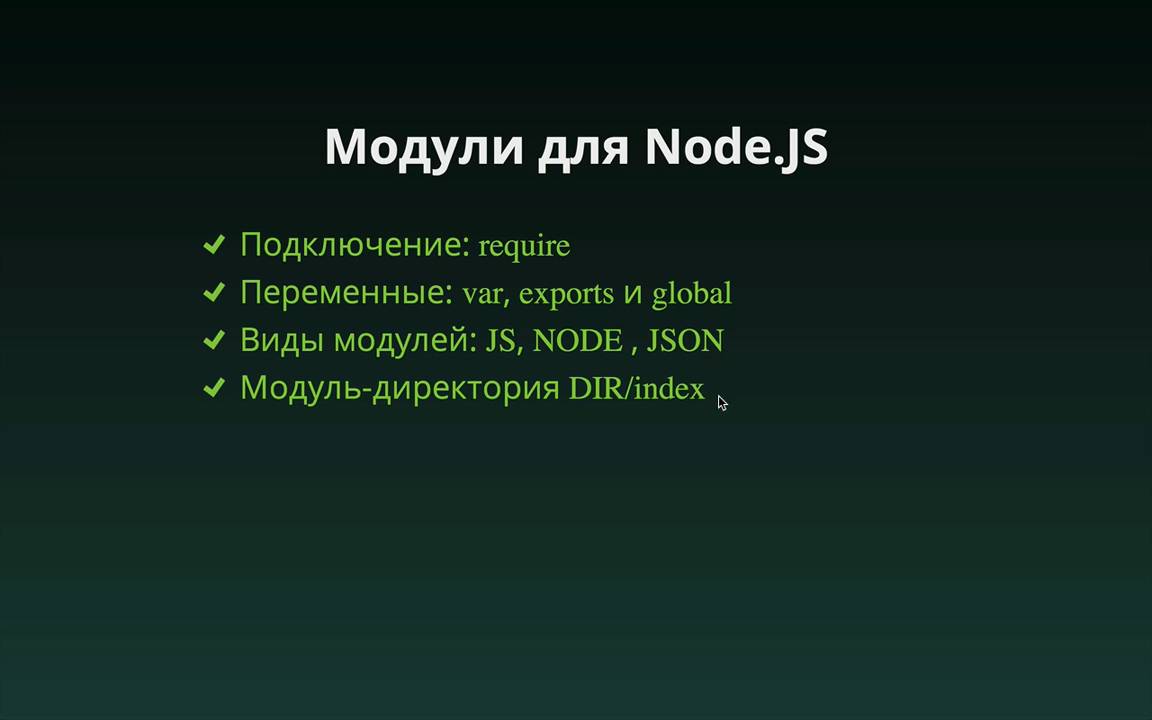 Модули для Node.JS
Подключение: require
Переменные: var, exports и global
Виды модулей: JS, NODE , JSON
Модуль-директория DIR/index